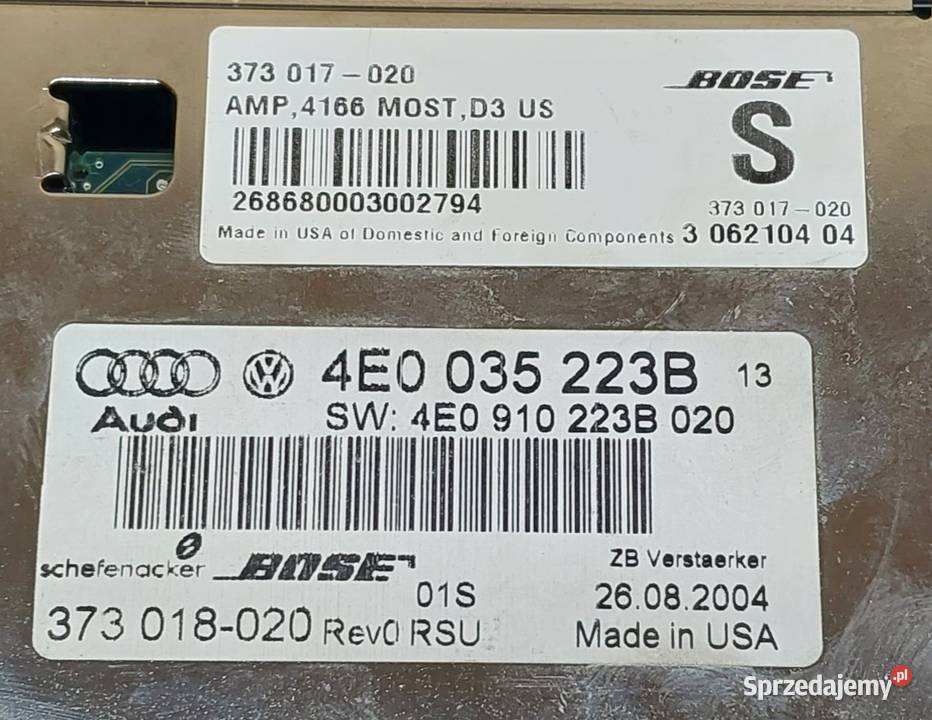 373 017-020
BOSE
AMP,4166 MOST,D3 US
S
268680003002794
373 017-020
Made in USA of Domestic and Foreign Components 3 062104 04
4E0 035 223B 13
Audi
SW: 4E0 910 223B 020
schefenacker BOSE
ZB Verstaerker
01S
26.08.2004
373 018-020 Rev0 RSU
Made in USA
Sprzedajemy.pl